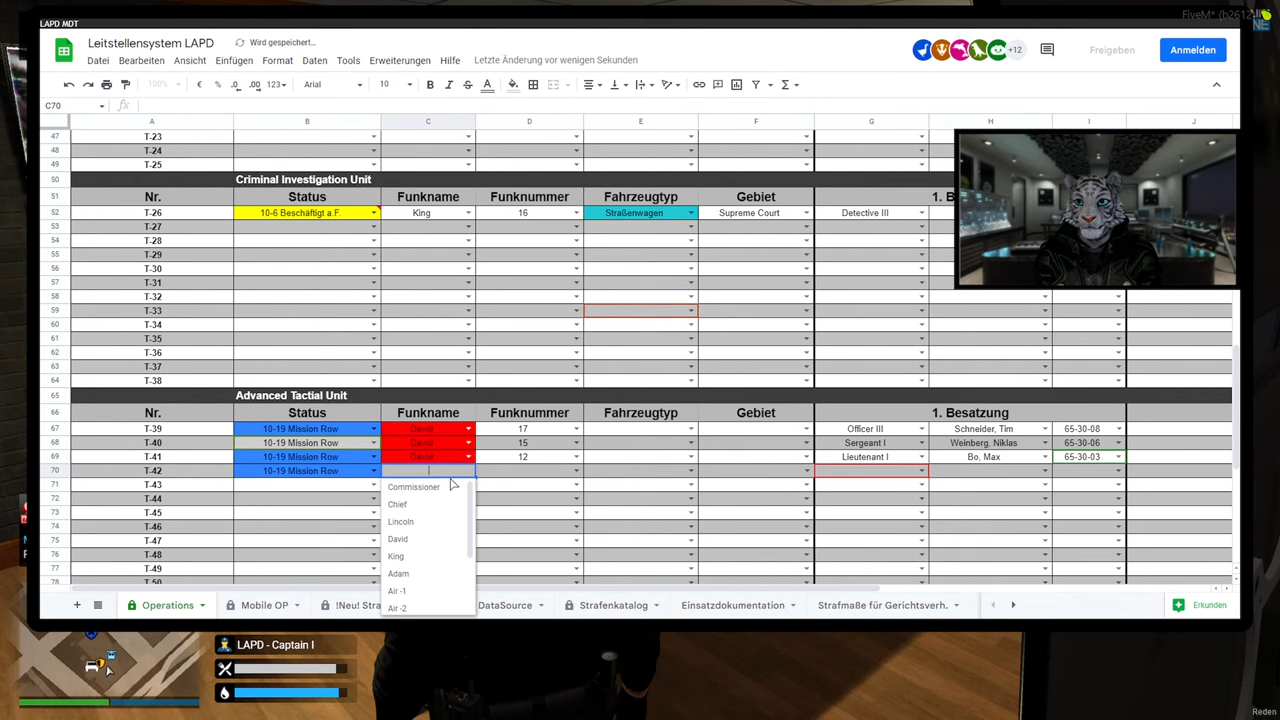 FiveM* (b2612
LAPD MDT
Leitstellensystem LAPD
Wird gespeichert…
+12
Freigeben
Anmelden
Datei Bearbeiten Ansicht Einfügen Format Daten Tools Erweiterungen Hilfe Letzte Änderung vor wenigen Sekunden
100% € % .0 .00 123 Arial 10 B I S A
C70 fx
A B C D E F G H I J
47 T-23
48 T-24
49 T-25
50 Criminal Investigation Unit
51 Nr. Status Funkname Funknummer Fahrzeugtyp Gebiet 1. B
52 T-26 10-6 Beschäftigt a.F. King 16 Straßenwagen Supreme Court Detective III
53 T-27
54 T-28
55 T-29
56 T-30
57 T-31
58 T-32
59 T-33
60 T-34
61 T-35
62 T-36
63 T-37
64 T-38
65 Advanced Tactial Unit
66 Nr. Status Funkname Funknummer Fahrzeugtyp Gebiet 1. Besatzung
67 T-39 10-19 Mission Row David 17 Officer III Schneider, Tim 65-30-08
68 T-40 10-19 Mission Row David 15 Sergeant I Weinberg, Niklas 65-30-06
69 T-41 10-19 Mission Row David 12 Lieutenant I Bo, Max 65-30-03
70 T-42 10-19 Mission Row
71 T-43
72 T-44
73 T-45
74 T-46
75 T-47
76 T-48
77 T-49
78 T-50
Commissioner
Chief
Lincoln
David
King
Adam
Air -1
Air -2
Operations Mobile OP !Neu! Stra DataSource Strafenkatalog Einsatzdokumentation Strafmaße für Gerichtsverh. Erkunden
LAPD - Captain I
Reden